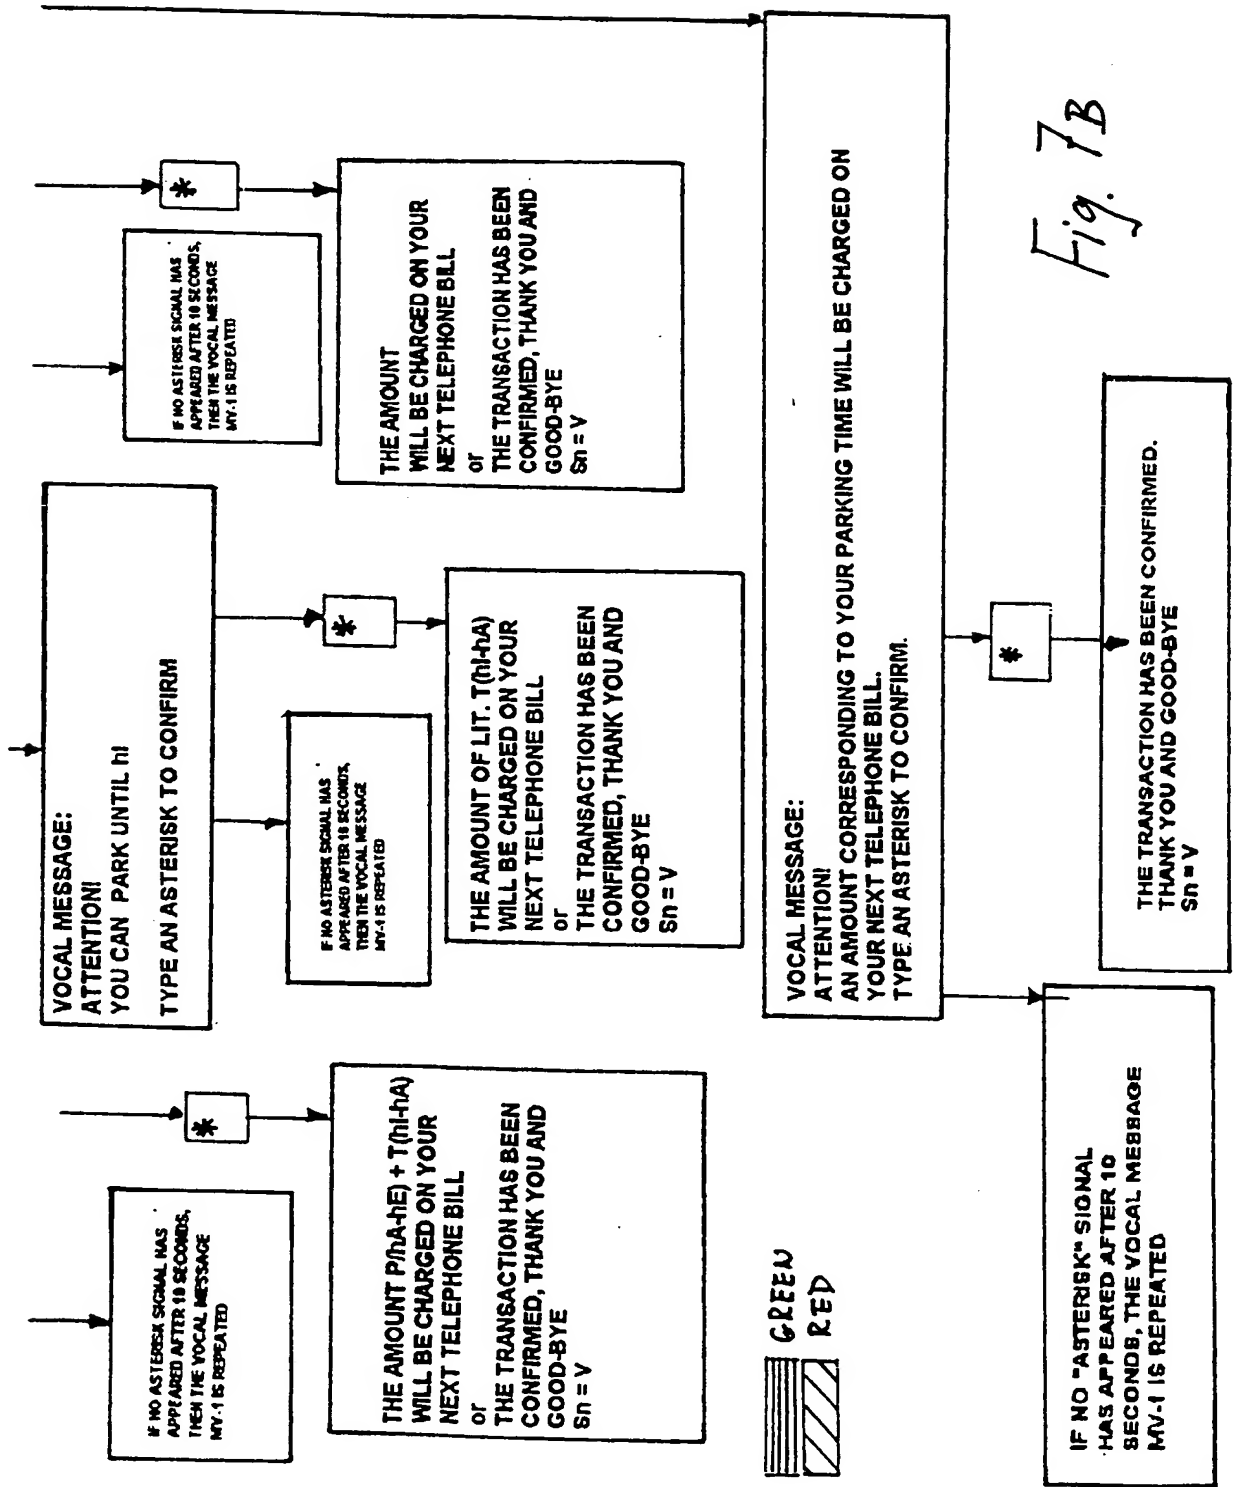 IF NO ASTERISK SIGNAL HAS
APPEARED AFTER 10 SECONDS,
THEN THE VOCAL MESSAGE
MV-1 IS REPEATED
*
THE AMOUNT P/hA-hE) + T(hI-hA)
WILL BE CHARGED ON YOUR
NEXT TELEPHONE BILL
or
THE TRANSACTION HAS BEEN
CONFIRMED, THANK YOU AND
GOOD-BYE
Sn = V
VOCAL MESSAGE:
ATTENTION!
YOU CAN PARK UNTIL hI
TYPE AN ASTERISK TO CONFIRM
IF NO ASTERISK SIGNAL HAS
APPEARED AFTER 10 SECONDS,
THEN THE VOCAL MESSAGE
MV-1 IS REPEATED
*
THE AMOUNT OF LIT. T(hI-hA)
WILL BE CHARGED ON YOUR
NEXT TELEPHONE BILL
or
THE TRANSACTION HAS BEEN
CONFIRMED, THANK YOU AND
GOOD-BYE
Sn = V
IF NO ASTERISK SIGNAL HAS
APPEARED AFTER 10 SECONDS,
THEN THE VOCAL MESSAGE
MV-1 IS REPEATED
*
THE AMOUNT
WILL BE CHARGED ON YOUR
NEXT TELEPHONE BILL
or
THE TRANSACTION HAS BEEN
CONFIRMED, THANK YOU AND
GOOD-BYE
Sn = V
GREEN
RED
VOCAL MESSAGE:
ATTENTION!
AN AMOUNT CORRESPONDING TO YOUR PARKING TIME WILL BE CHARGED ON
YOUR NEXT TELEPHONE BILL.
TYPE AN ASTERISK TO CONFIRM.
IF NO "ASTERISK" SIGNAL
HAS APPEARED AFTER 10
SECONDS, THE VOCAL MESSAGE
MV-1 IS REPEATED
*
THE TRANSACTION HAS BEEN CONFIRMED.
THANK YOU AND GOOD-BYE
Sn = V
Fig. 7B